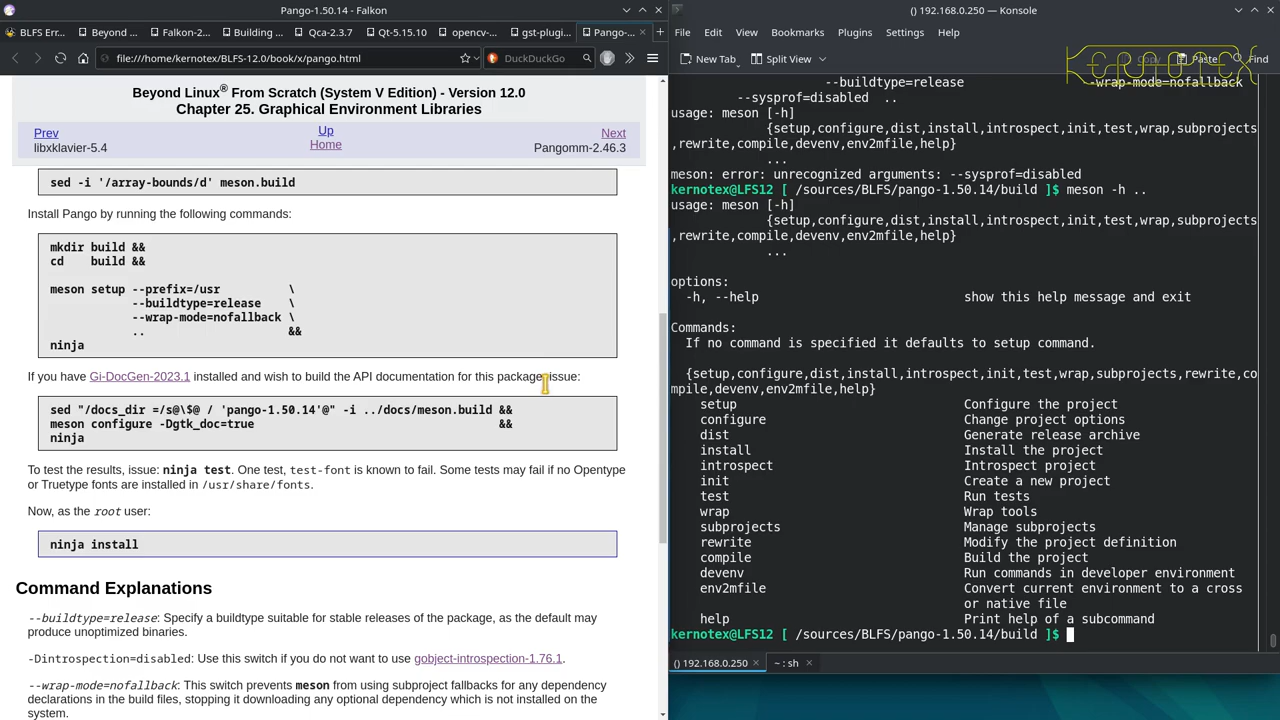 Pango-1.50.14 - Falkon
BLFS Err...
Beyond ...
Falkon-2...
Building ...
Qca-2.3.7
Qt-5.15.10
opencv-...
gst-plugi...
Pango-...
file:///home/kernotex/BLFS-12.0/book/x/pango.html
DuckDuckGo
Beyond Linux® From Scratch (System V Edition) - Version 12.0
Chapter 25. Graphical Environment Libraries
Prev Up Next
libxklavier-5.4 Home Pangomm-2.46.3
sed -i '/array-bounds/d' meson.build
Install Pango by running the following commands:
mkdir build &&
cd    build &&
meson setup --prefix=/usr          \
            --buildtype=release    \
            --wrap-mode=nofallback \
            ..                     &&
ninja
If you have Gi-DocGen-2023.1 installed and wish to build the API documentation for this package, issue:
sed "/docs_dir =/s@\$@ / 'pango-1.50.14'@" -i ../docs/meson.build &&
meson configure -Dgtk_doc=true                                    &&
ninja
To test the results, issue: ninja test. One test, test-font is known to fail. Some tests may fail if no Opentype
or Truetype fonts are installed in /usr/share/fonts.
Now, as the root user:
ninja install
Command Explanations
--buildtype=release: Specify a buildtype suitable for stable releases of the package, as the default may
produce unoptimized binaries.
-Dintrospection=disabled: Use this switch if you do not want to use gobject-introspection-1.76.1.
--wrap-mode=nofallback: This switch prevents meson from using subproject fallbacks for any dependency
declarations in the build files, stopping it downloading any optional dependency which is not installed on the
system.
() 192.168.0.250 — Konsole
File Edit View Bookmarks Plugins Settings Help
New Tab Split View Copy Paste Find
KERNOTEX
--buildtype=release --wrap-mode=nofallback
--sysprof=disabled ..
usage: meson [-h]
{setup,configure,dist,install,introspect,init,test,wrap,subprojects
,rewrite,compile,devenv,env2mfile,help}
...
meson: error: unrecognized arguments: --sysprof=disabled
kernotex@LFS12 [ /sources/BLFS/pango-1.50.14/build ]$ meson -h ..
usage: meson [-h]
{setup,configure,dist,install,introspect,init,test,wrap,subprojects
,rewrite,compile,devenv,env2mfile,help}
...
options:
-h, --help show this help message and exit
Commands:
If no command is specified it defaults to setup command.
{setup,configure,dist,install,introspect,init,test,wrap,subprojects,rewrite,co
mpile,devenv,env2mfile,help}
setup Configure the project
configure Change project options
dist Generate release archive
install Install the project
introspect Introspect project
init Create a new project
test Run tests
wrap Wrap tools
subprojects Manage subprojects
rewrite Modify the project definition
compile Build the project
devenv Run commands in developer environment
env2mfile Convert current environment to a cross
or native file
help Print help of a subcommand
kernotex@LFS12 [ /sources/BLFS/pango-1.50.14/build ]$
() 192.168.0.250
~ : sh